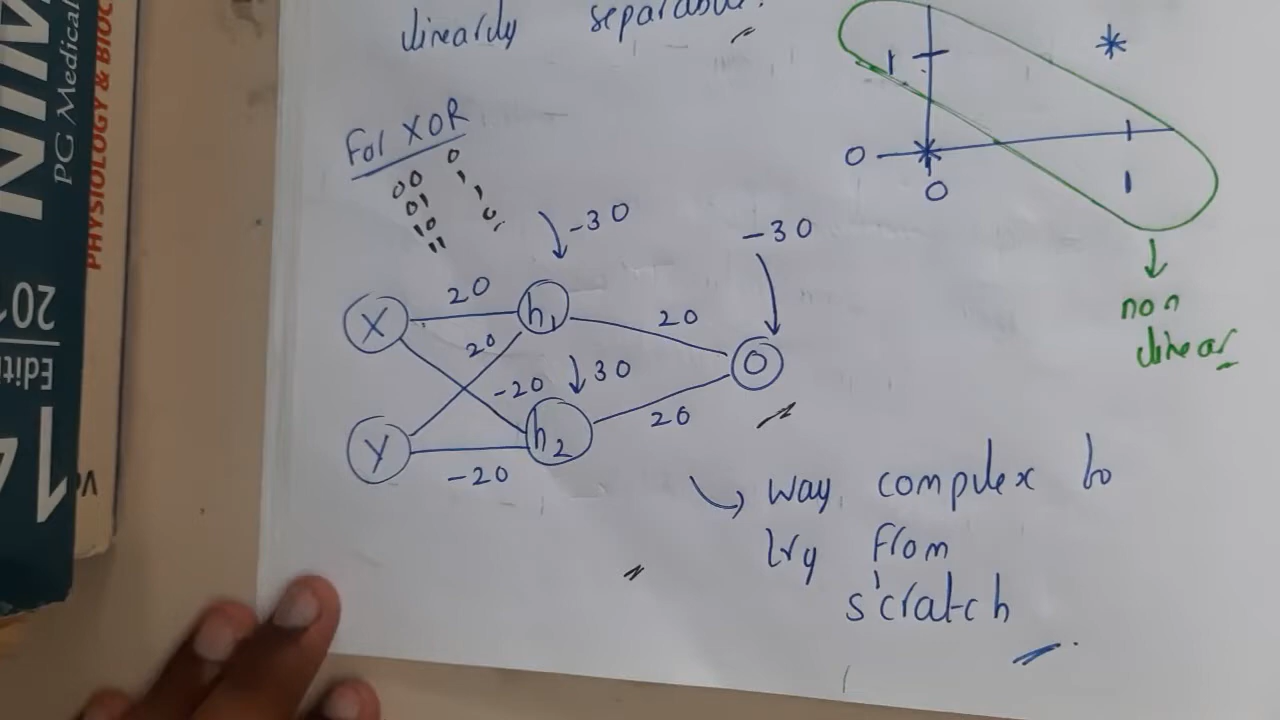 linearly separable.
1
0
0
1
non
linear
For XOR
00 0
01 1
10 1
11 0
-30
-30
20
X
h1
20
20
-20
30
O
Y
h2
20
-20
way complex to
try from
scratch
PG Medical
PHYSIOLOGY & BIOC
Editi
1